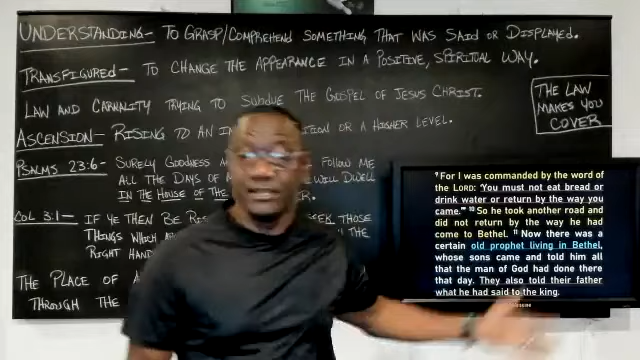 UNDERSTANDING- TO GRASP/COMPREHEND SOMETHING THAT WAS SAID OR DISPLAYED.
TRANSFIGURED- TO CHANGE THE APPEARANCE IN A POSITIVE, SPIRITUAL WAY.
LAW AND CARNALITY TRYING TO SUBDUE THE GOSPEL OF JESUS CHRIST.
ASCENSION- RISING TO AN OR A HIGHER LEVEL.
PSALMS 23:6- SURELY GOODNESS FOLLOW ME
ALL THE DAYS OF WILL DWELL
IN THE HOUSE OF THE
COL 3:1- IF YE THEN BE SEEK THOSE
THINGS WHICH
RIGHT HAND
THE PLACE OF
THROUGH THE
THE LAW
MAKES YOU
COVER
⁹For I was commanded by the word of
the LORD: 'You must not eat bread or
drink water or return by the way you
came.'" ¹⁰ So he took another road and
did not return by the way he had
come to Bethel. ¹¹ Now there was a
certain old prophet living in Bethel,
whose sons came and told him all
that the man of God had done there
that day. They also told their father
what he had said to the king.